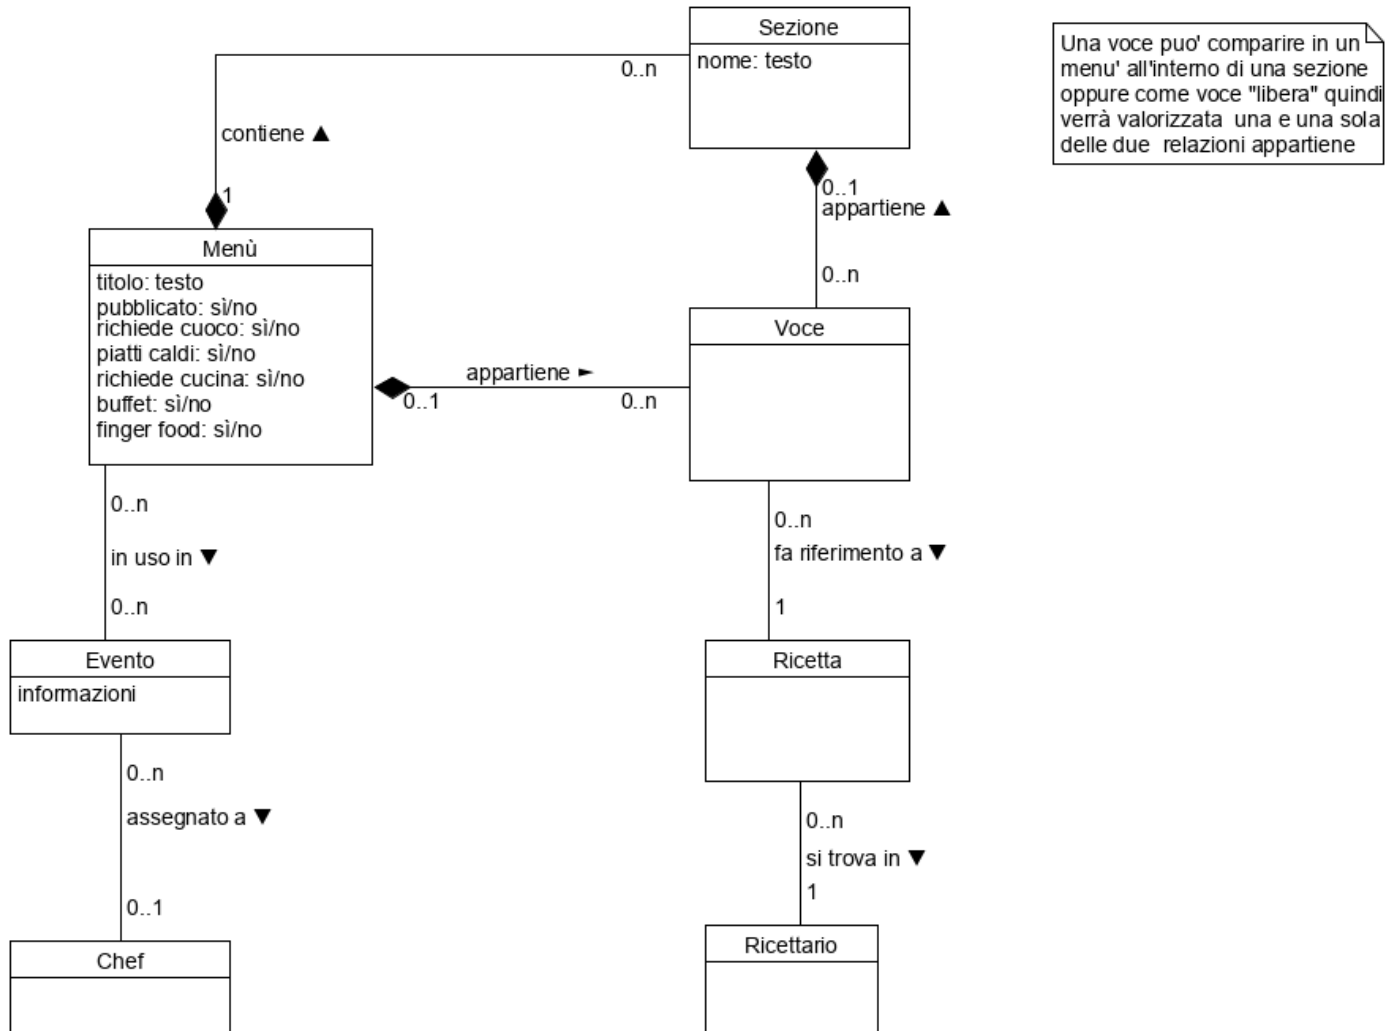 Sezione
nome: testo
0..n
contiene ▲
1
Una voce puo' comparire in un
menu' all'interno di una sezione
oppure come voce "libera" quindi
verrà valorizzata una e una sola
delle due relazioni appartiene
0..1
appartiene ▲
0..n
Menù
titolo: testo
pubblicato: sì/no
richiede cuoco: sì/no
piatti caldi: sì/no
richiede cucina: sì/no
buffet: sì/no
finger food: sì/no
appartiene ►
0..1
0..n
Voce
0..n
in uso in ▼
0..n
0..n
fa riferimento a ▼
1
Evento
informazioni
Ricetta
0..n
assegnato a ▼
0..1
0..n
si trova in ▼
1
Chef
Ricettario